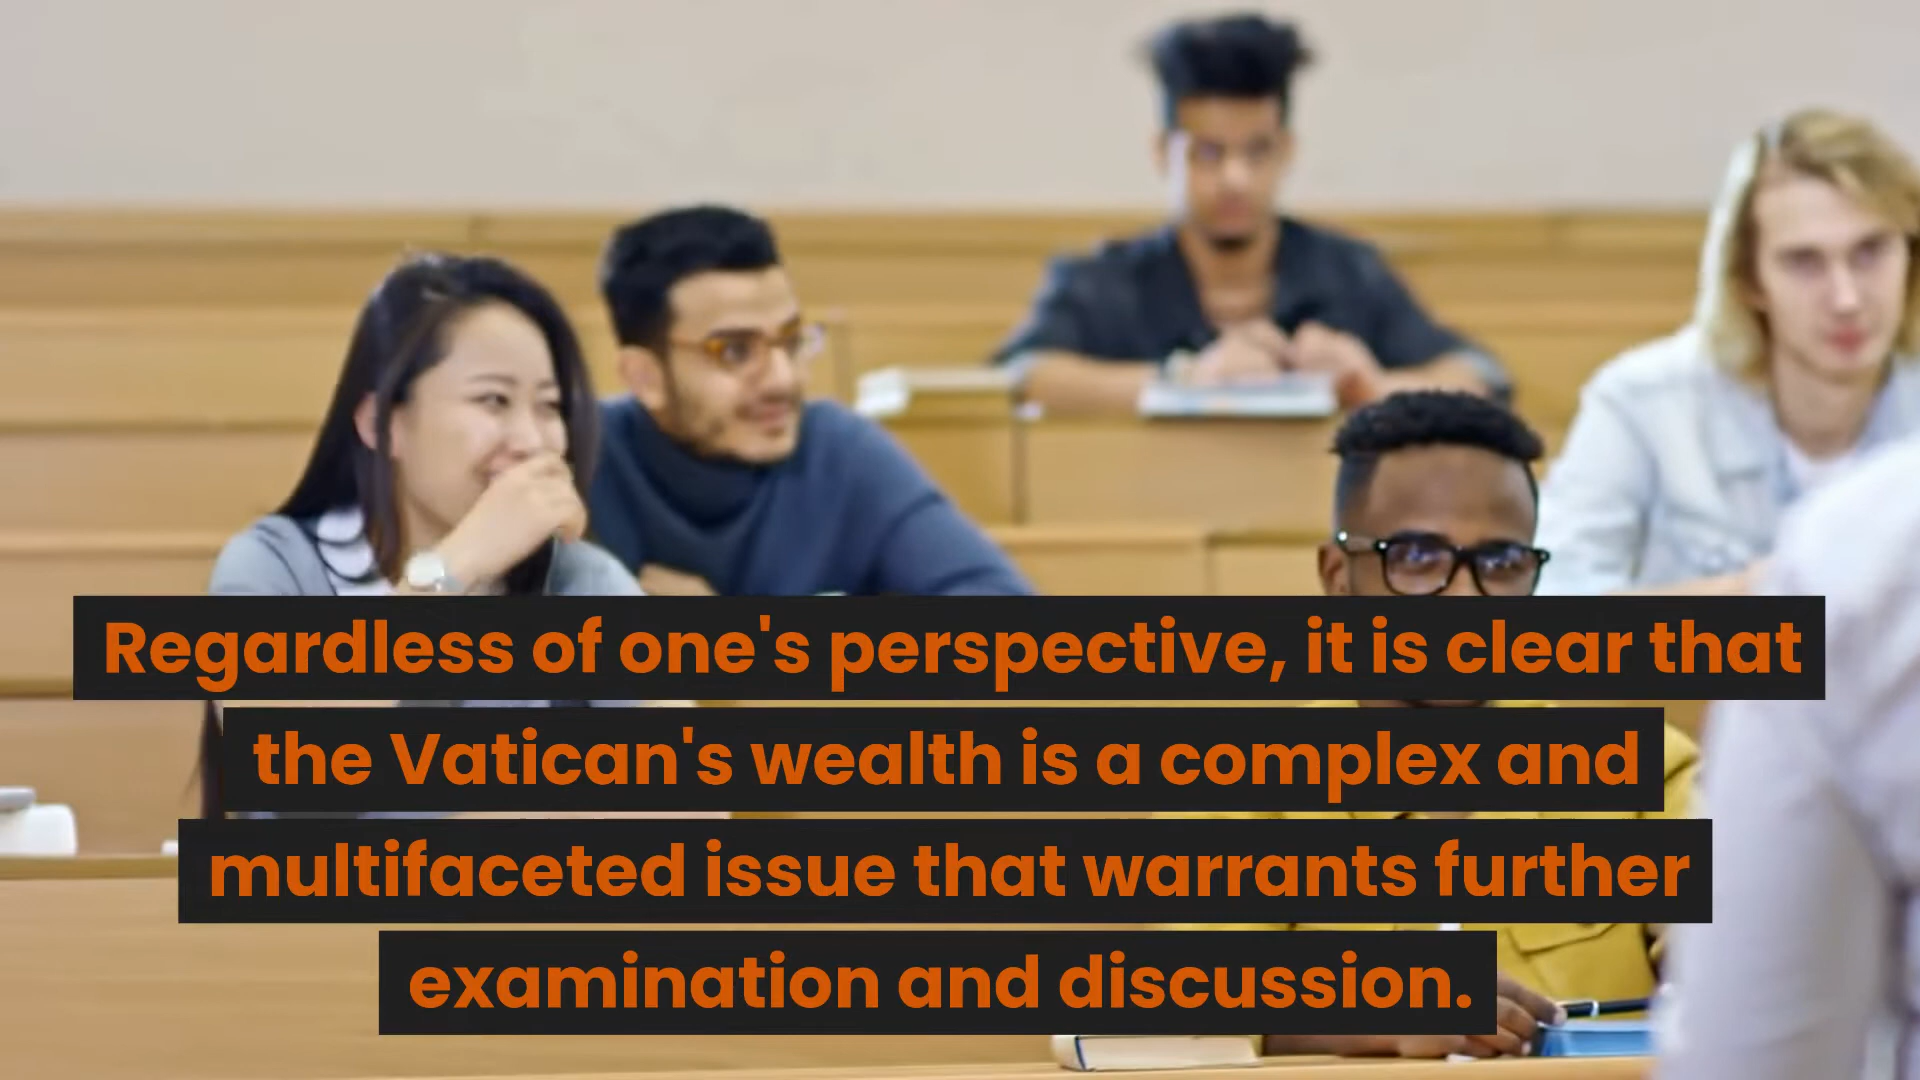 Regardless of one's perspective, it is clear that
the Vatican's wealth is a complex and
multifaceted issue that warrants further
examination and discussion.